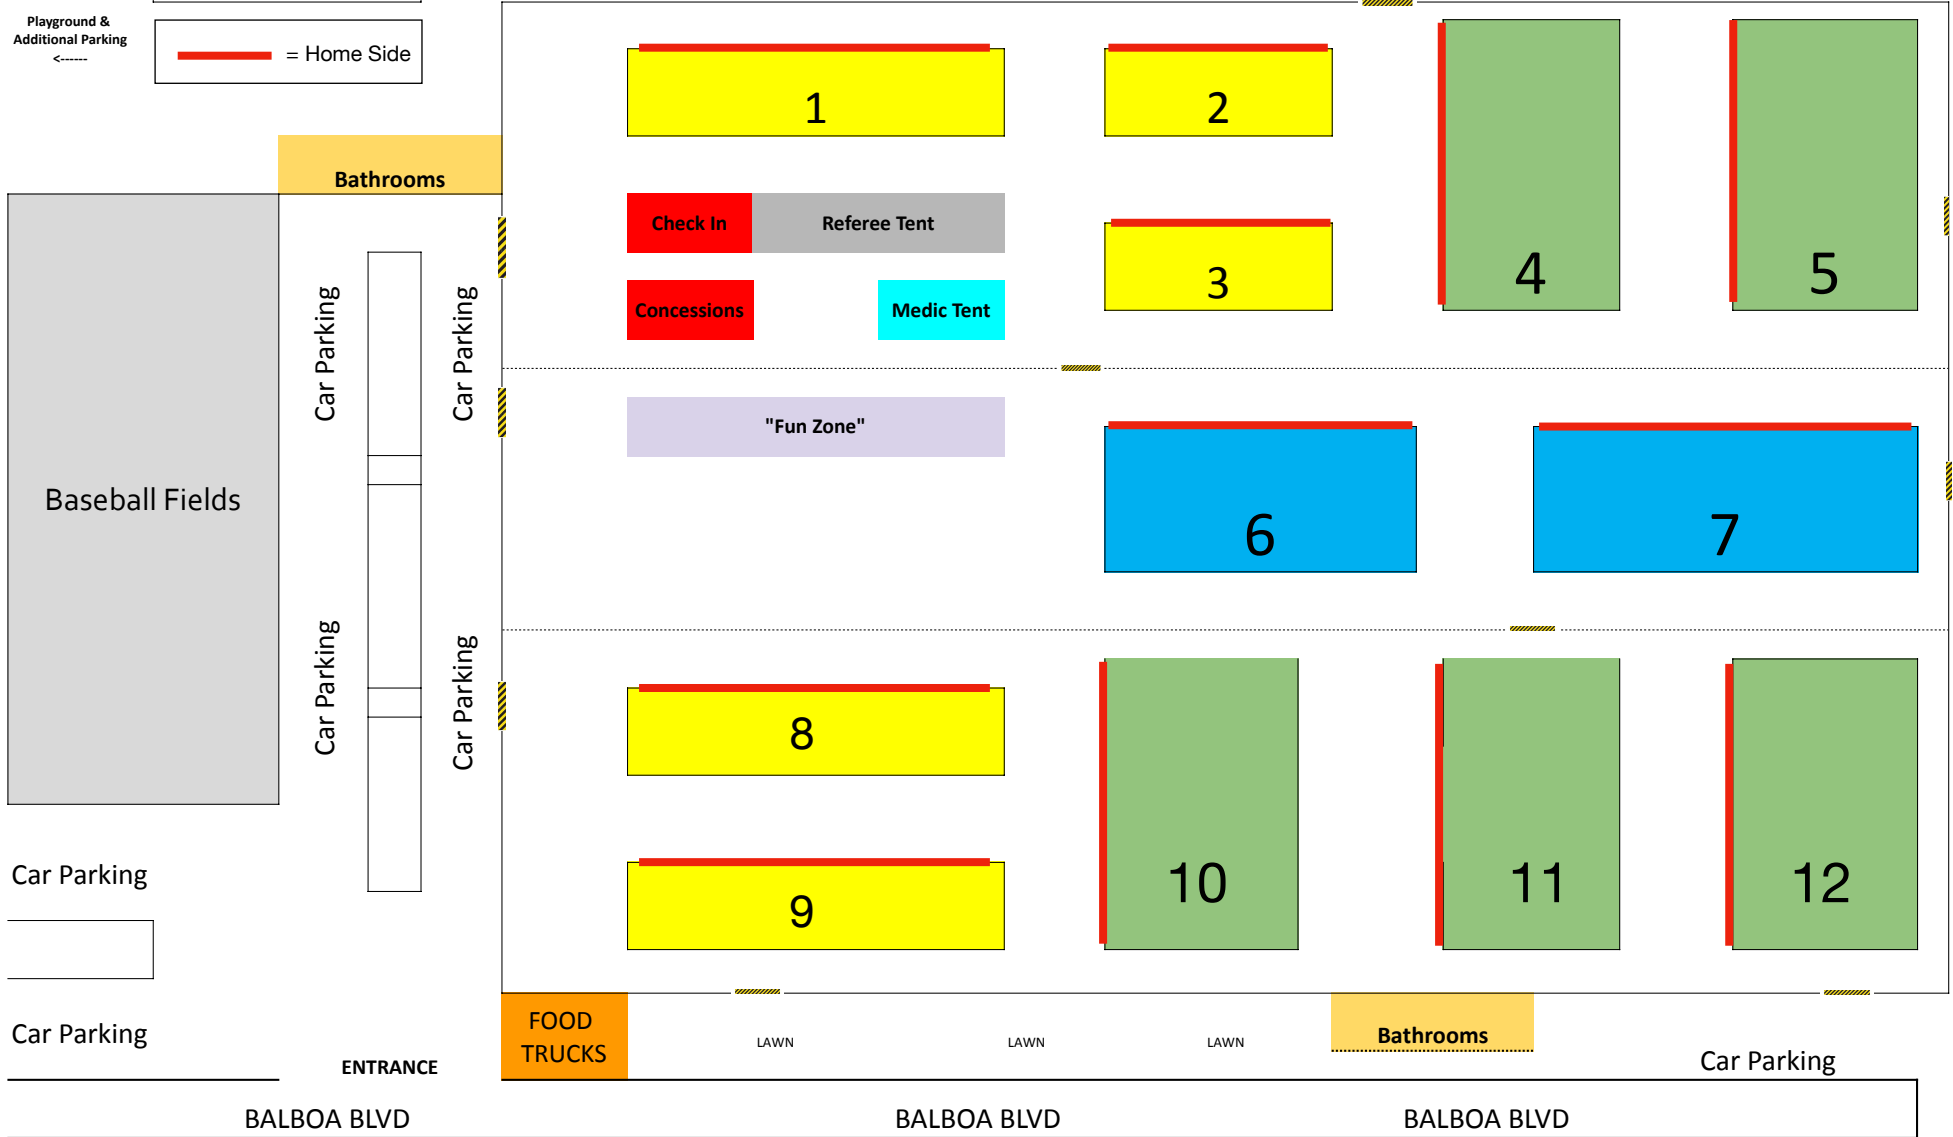 Playground &
Additional Parking
<------
= Home Side
1
2
4
5
Bathrooms
Check In
Referee Tent
3
Concessions
Medic Tent
Car Parking
Car Parking
"Fun Zone"
Baseball Fields
6
7
Car Parking
Car Parking
8
9
10
11
12
Car Parking
Car Parking
FOOD
TRUCKS
LAWN
LAWN
LAWN
Bathrooms
Car Parking
ENTRANCE
BALBOA BLVD
BALBOA BLVD
BALBOA BLVD